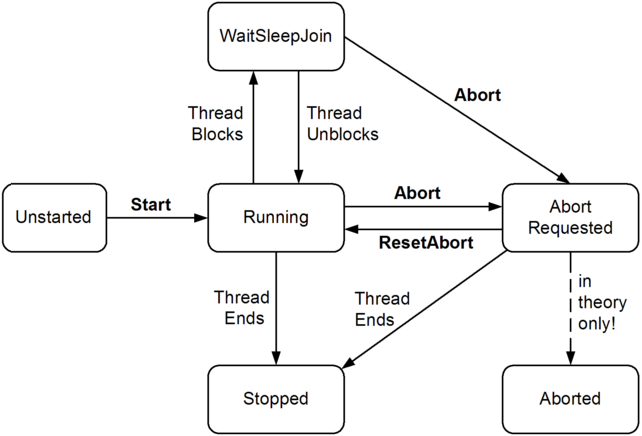 WaitSleepJoin
Abort
Thread
Blocks
Thread
Unblocks
Unstarted
Start
Running
Abort
ResetAbort
Abort
Requested
Thread
Ends
Thread
Ends
in
theory
only!
Stopped
Aborted